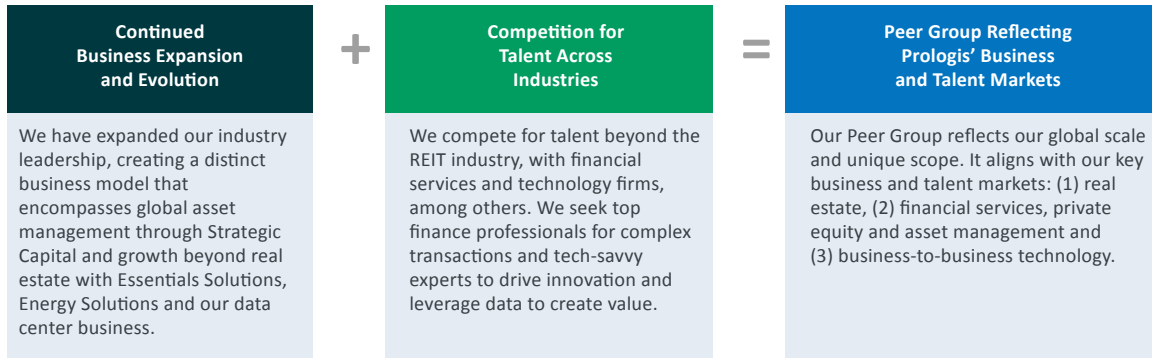 Continued
Business Expansion
and Evolution
We have expanded our industry
leadership, creating a distinct
business model that
encompasses global asset
management through Strategic
Capital and growth beyond real
estate with Essentials Solutions,
Energy Solutions and our data
center business.
+
Competition for
Talent Across
Industries
We compete for talent beyond the
REIT industry, with financial
services and technology firms,
among others. We seek top
finance professionals for complex
transactions and tech-savvy
experts to drive innovation and
leverage data to create value.
=
Peer Group Reflecting
Prologis’ Business
and Talent Markets
Our Peer Group reflects our global scale
and unique scope. It aligns with our key
business and talent markets: (1) real
estate, (2) financial services, private
equity and asset management and
(3) business-to-business technology.